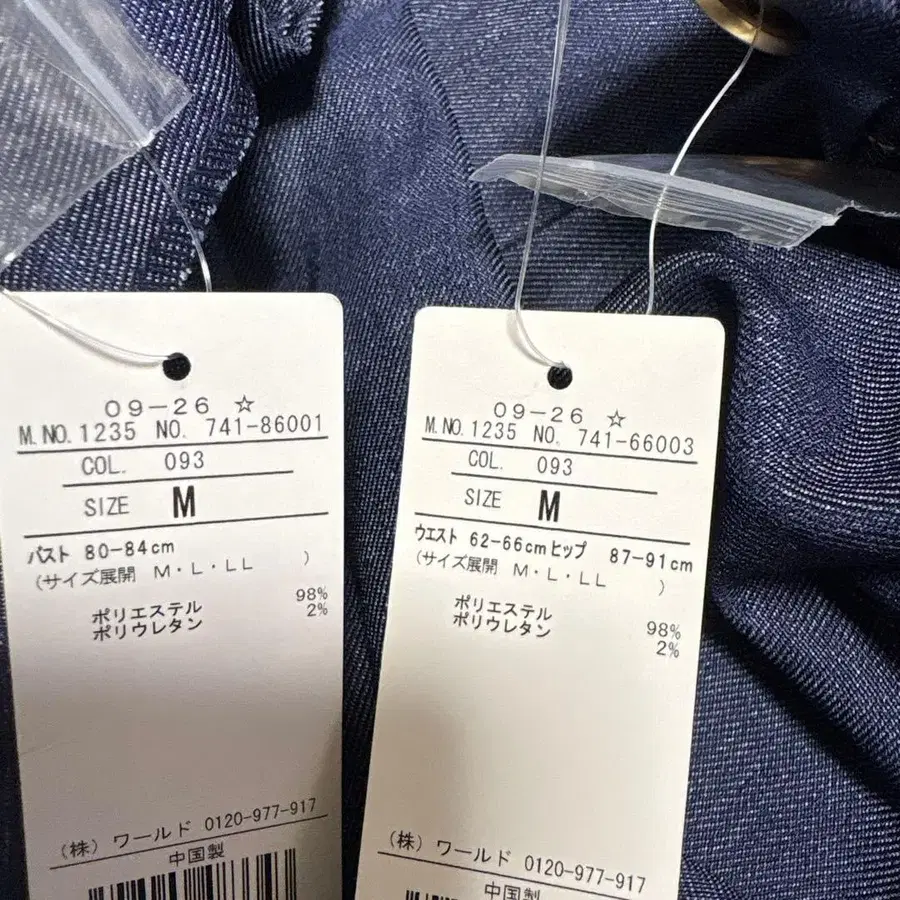 09-26 ☆
M.NO.1235 NO. 741-86001
COL. 093
SIZE M
バスト 80-84cm
(サイズ展開 M・L・LL )
ポリエステル 98%
ポリウレタン 2%
(株) ワールド 0120-977-917
中国製
09-26 ☆
M.NO.1235 NO. 741-66003
COL. 093
SIZE M
ウエスト 62-66cm ヒップ 87-91cm
(サイズ展開 M・L・LL )
ポリエステル 98%
ポリウレタン 2%
(株) ワールド 0120-977-917
中国製